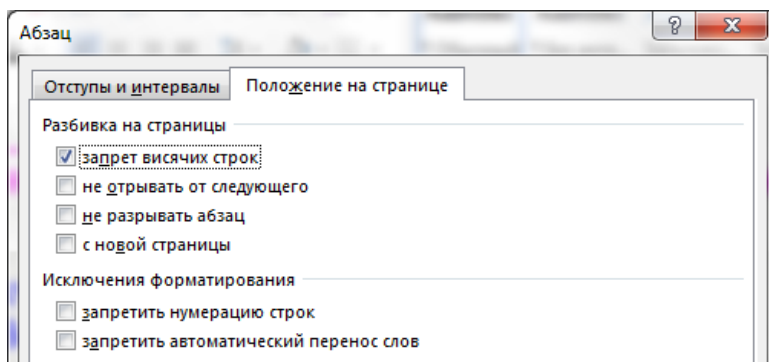 Абзац
Отступы и интервалы Положение на странице
Разбивка на страницы
запрет висячих строк
не отрывать от следующего
не разрывать абзац
с новой страницы
Исключения форматирования
запретить нумерацию строк
запретить автоматический перенос слов